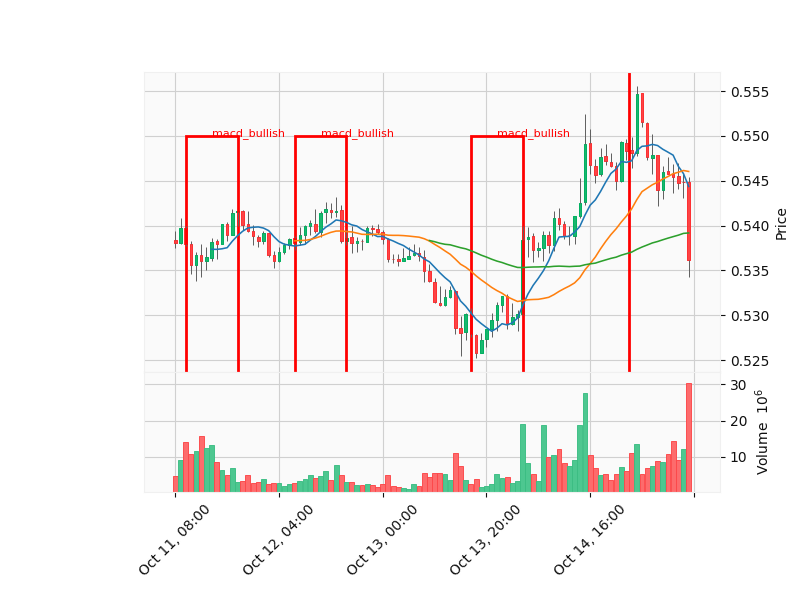 macd_bullish macd_bullish macd_bullish
0.555
0.550
0.545
0.540
0.535
0.530
0.525
Price
30
20
10
Volume 10^6
Oct 11, 08:00
Oct 12, 04:00
Oct 13, 00:00
Oct 13, 20:00
Oct 14, 16:00